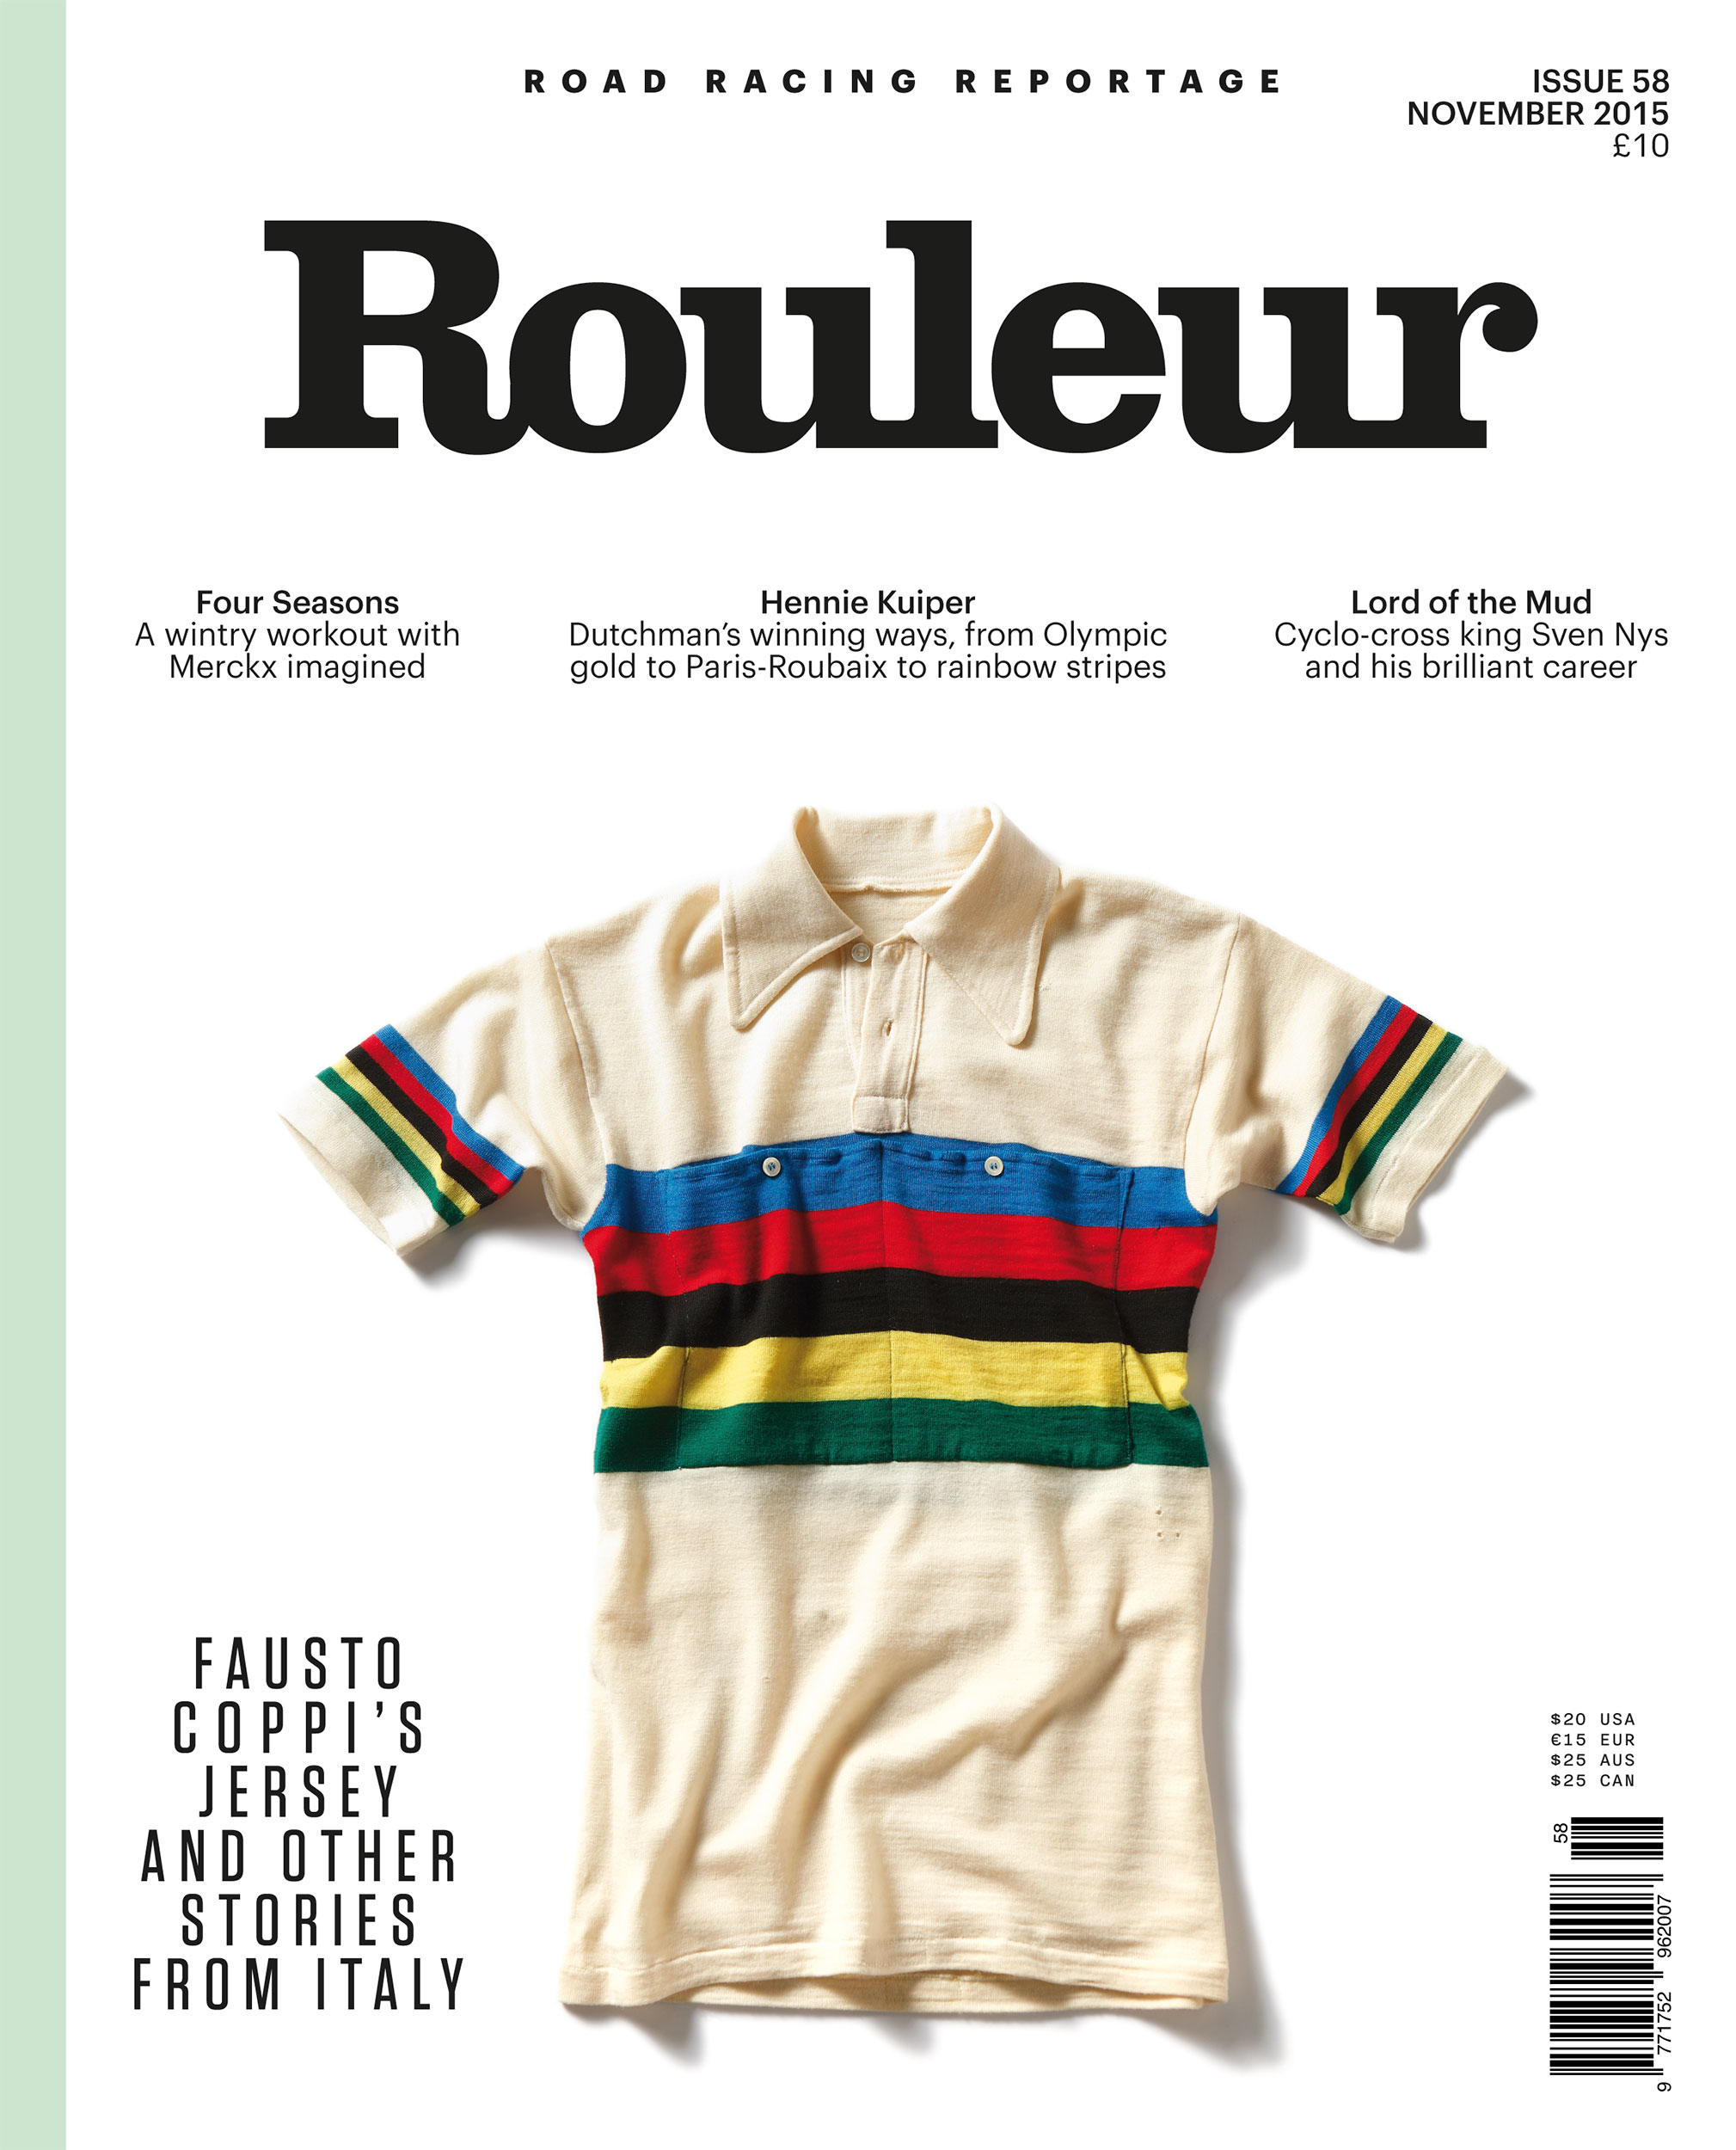 ROAD RACING REPORTAGE
ISSUE 58
NOVEMBER 2015
£10
Rouleur
Four Seasons
A wintry workout with
Merckx imagined
Hennie Kuiper
Dutchman’s winning ways, from Olympic
gold to Paris-Roubaix to rainbow stripes
Lord of the Mud
Cyclo-cross king Sven Nys
and his brilliant career
FAUSTO
COPPI’S
JERSEY
AND OTHER
STORIES
FROM ITALY
$20 USA
€15 EUR
$25 AUS
$25 CAN
58
9 771752 962007